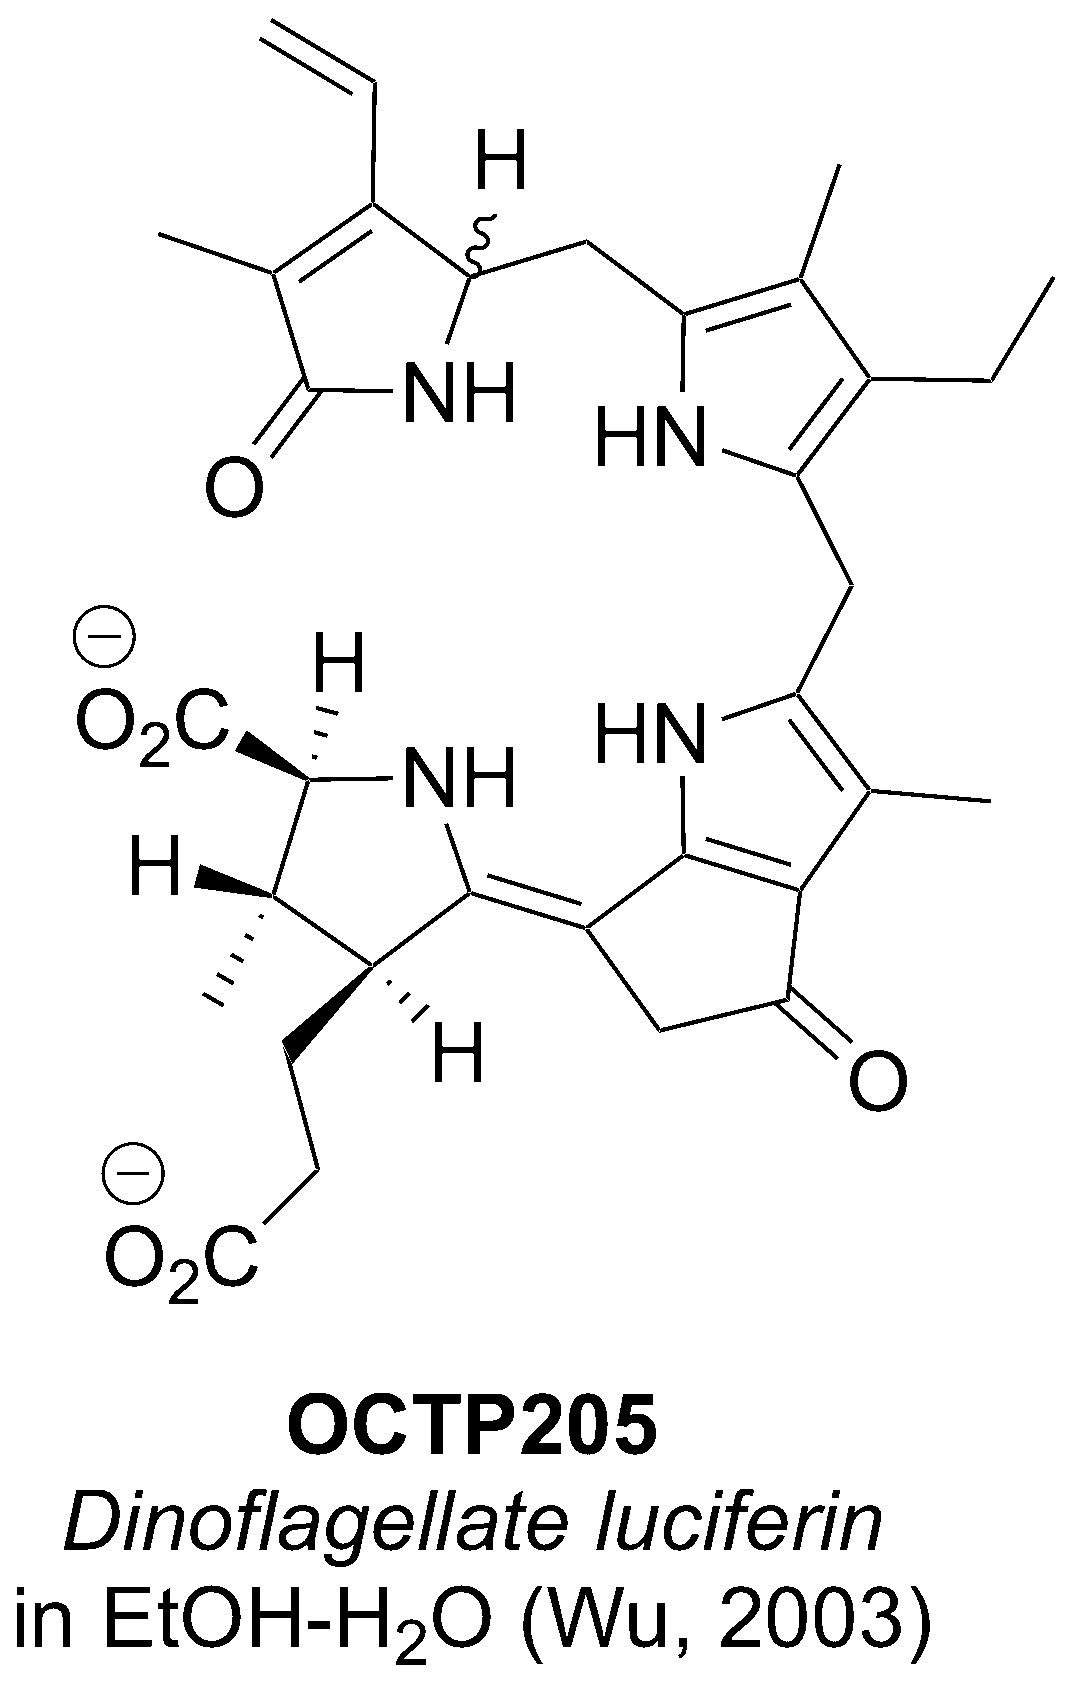 H
NH
HN
O
⊖
H
O₂C
HN
NH
H
H
O
⊖
O₂C
OCTP205
Dinoflagellate luciferin
in EtOH-H₂O (Wu, 2003)